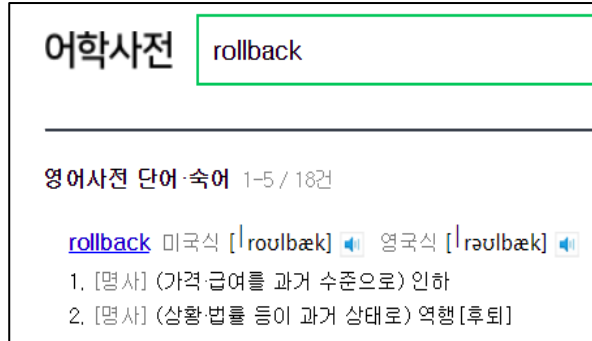 어학사전 rollback
영어사전 단어·숙어 1-5 / 18건
rollback 미국식 [|roʊlbæk] 영국식 [|rəʊlbæk]
1. [명사] (가격·급여를 과거 수준으로) 인하
2. [명사] (상황·법률 등이 과거 상태로) 역행[후퇴]